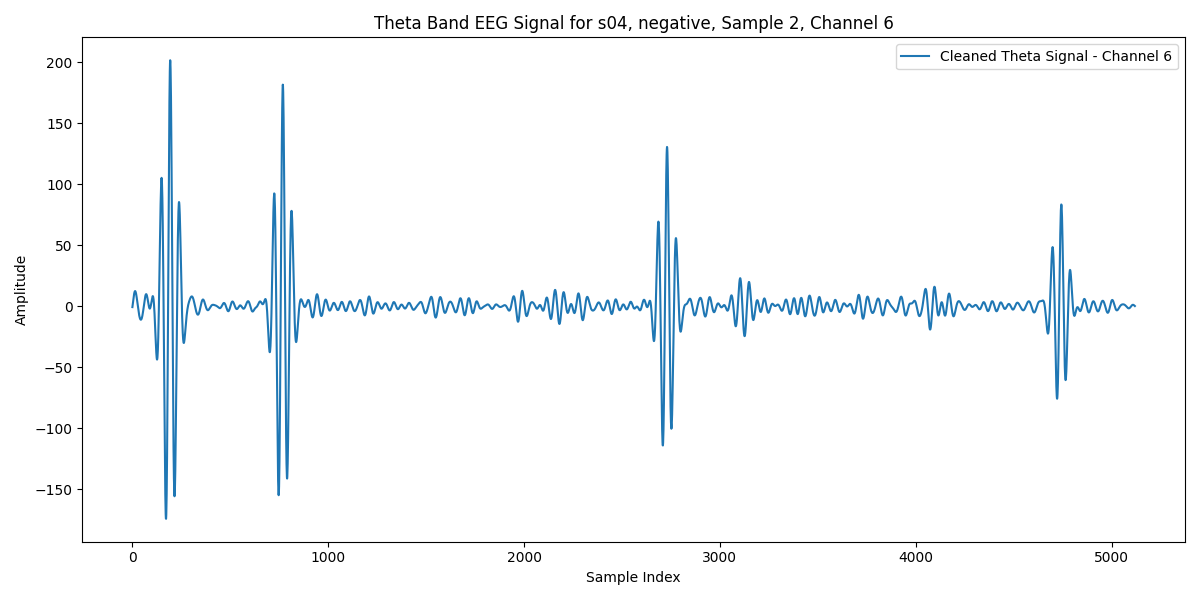 Theta Band EEG Signal for s04, negative, Sample 2, Channel 6
Cleaned Theta Signal - Channel 6
200
150
100
50
0
−50
−100
−150
Amplitude
0 1000 2000 3000 4000 5000
Sample Index